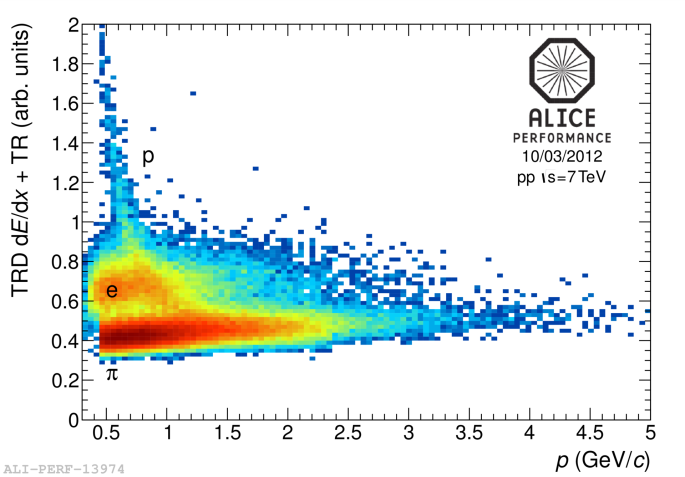 TRD dE/dx + TR (arb. units)
2
1.8
1.6
1.4
1.2
1
0.8
0.6
0.4
0.2
0
p
e
π
ALICE
PERFORMANCE
10/03/2012
pp √s=7TeV
0.5 1 1.5 2 2.5 3 3.5 4 4.5 5
p (GeV/c)
ALI-PERF-13974